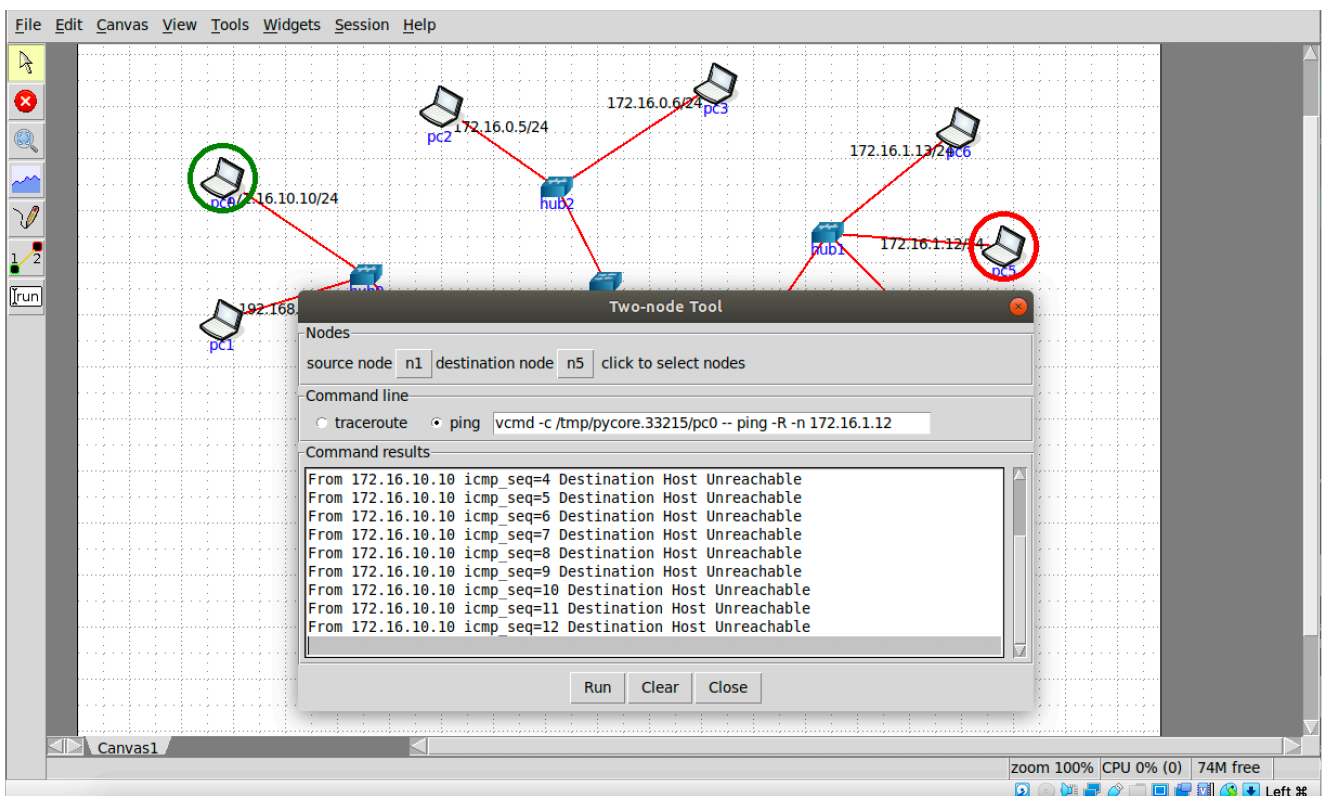 File Edit Canvas View Tools Widgets Session Help
172.16.0.6/24
pc3
pc2
172.16.0.5/24
172.16.1.13/24
pc6
pc0
16.10.10/24
hub2
hub1
172.16.1.12/24
pc5
192.168.
pc1
1 2
run
Two-node Tool
Nodes
source node n1 destination node n5 click to select nodes
Command line
traceroute ping vcmd -c /tmp/pycore.33215/pc0 -- ping -R -n 172.16.1.12
Command results
From 172.16.10.10 icmp_seq=4 Destination Host Unreachable
From 172.16.10.10 icmp_seq=5 Destination Host Unreachable
From 172.16.10.10 icmp_seq=6 Destination Host Unreachable
From 172.16.10.10 icmp_seq=7 Destination Host Unreachable
From 172.16.10.10 icmp_seq=8 Destination Host Unreachable
From 172.16.10.10 icmp_seq=9 Destination Host Unreachable
From 172.16.10.10 icmp_seq=10 Destination Host Unreachable
From 172.16.10.10 icmp_seq=11 Destination Host Unreachable
From 172.16.10.10 icmp_seq=12 Destination Host Unreachable
Run Clear Close
Canvas1
zoom 100% CPU 0% (0) 74M free
Left ⌘